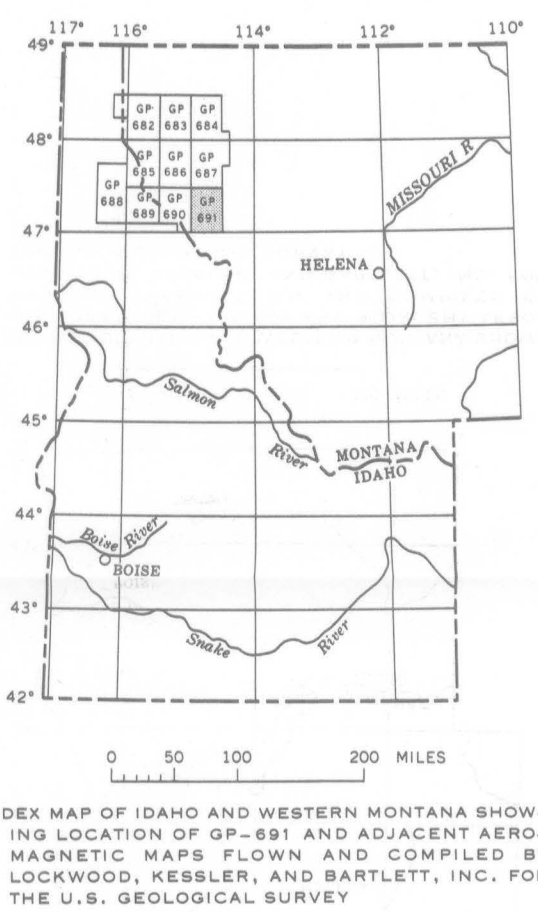 117° 116° 114° 112° 110°
49°
GP GP GP
682 683 684
48°
GP GP GP
685 686 687
GP
688
GP GP GP
689 690 691
47°
MISSOURI R
HELENA
46°
Salmon
River
45°
MONTANA
IDAHO
44°
Boise River
BOISE
43°
Snake
River
42°
0 50 100 200 MILES
DEX MAP OF IDAHO AND WESTERN MONTANA SHOW-
ING LOCATION OF GP-691 AND ADJACENT AERO-
MAGNETIC MAPS FLOWN AND COMPILED B
LOCKWOOD, KESSLER, AND BARTLETT, INC. FO
THE U.S. GEOLOGICAL SURVEY